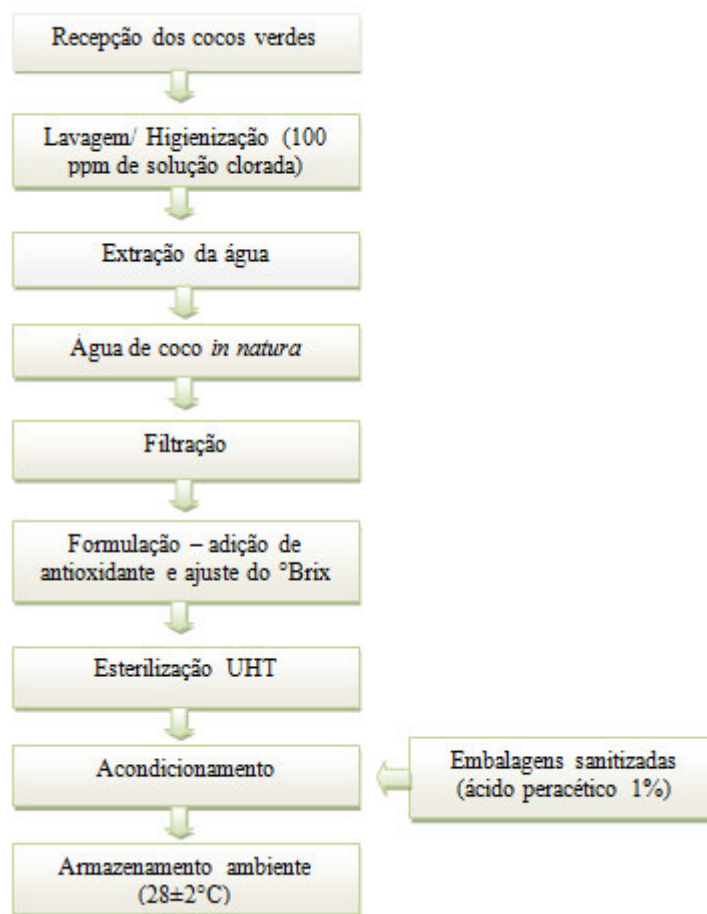 Recepção dos cocos verdes
Lavagem/ Higienização (100
ppm de solução clorada)
Extração da água
Água de coco in natura
Filtração
Formulação – adição de
antioxidante e ajuste do °Brix
Esterilização UHT
Acondicionamento
Embalagens sanitizadas
(ácido peracético 1%)
Armazenamento ambiente
(28±2°C)